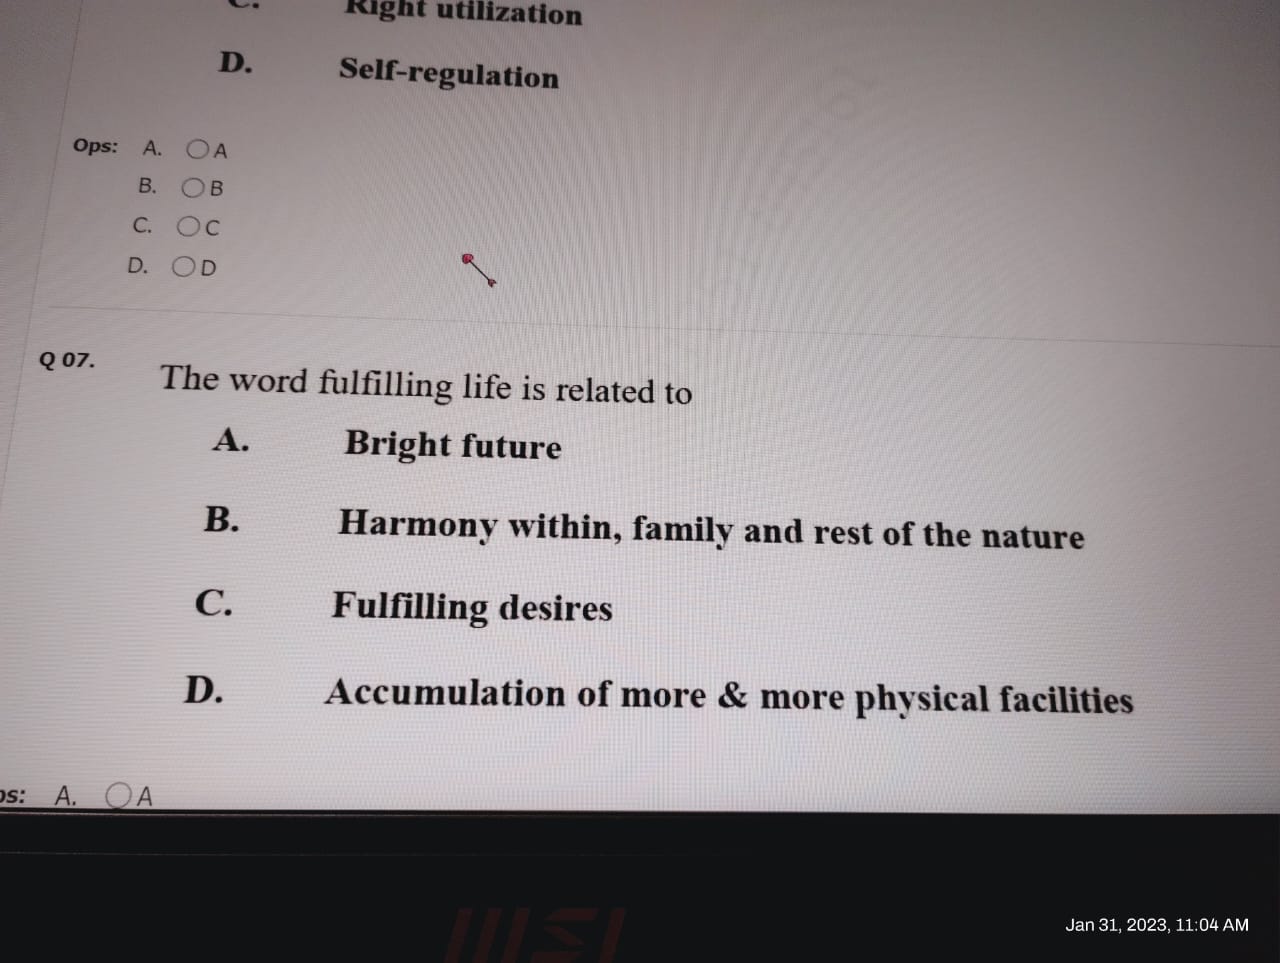 C. Right utilization
D. Self-regulation
Ops: A. A
B. B
C. C
D. D
Q 07. The word fulfilling life is related to
A. Bright future
B. Harmony within, family and rest of the nature
C. Fulfilling desires
D. Accumulation of more & more physical facilities
ps: A. A
msi
Jan 31, 2023, 11:04 AM